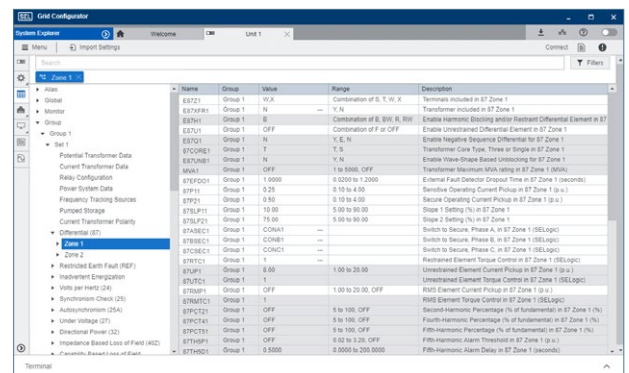 SEL Grid Configurator
System Explorer Welcome Unit 1
Menu Import Settings Connect
Search Filters
Zone 1
Alias
Global
Monitor
Group
Group 1
Set 1
Potential Transformer Data
Current Transformer Data
Relay Configuration
Power System Data
Frequency Tracking Sources
Pumped Storage
Current Transformer Polarity
Differential (87)
Zone 1
Zone 2
Restricted Earth Fault (REF)
Inadvertent Energization
Volts per Hertz (24)
Synchronism Check (25)
Autosynchronism (25A)
Under Voltage (27)
Directional Power (32)
Impedance Based Loss of Field (40Z)
Capability Based Loss of Field
Name Group Value Range Description
E87Z1 Group 1 W,X Combination of S, T, W, X Terminals included in 87 Zone 1
E87XFR1 Group 1 N ... Y, N Transformer included in 87 Zone 1
E87H1 Group 1 B Combination of B, BW, R, RW Enable Harmonic Blocking and/or Restraint Differential Element in 87
E87U1 Group 1 OFF Combination of F or OFF Enable Unrestrained Differential Element in 87 Zone 1
E87Q1 Group 1 N Y, E, N Enable Negative Sequence Differential for 87 Zone 1
87CORE1 Group 1 T T, S Transformer Core Type, Three or Single in 87 Zone 1
E87UNB1 Group 1 N Y, N Enable Wave-Shape Based Unblocking for 87 Zone 1
MVA1 Group 1 OFF 1 to 5000, OFF Transformer Maximum MVA rating in 87 Zone 1 (MVA)
87EFDO1 Group 1 1.0000 0.0200 to 1.2000 External Fault Detector Dropout Time in 87 Zone 1 (seconds)
87P11 Group 1 0.25 0.10 to 4.00 Sensitive Operating Current Pickup in 87 Zone 1 (p.u.)
87P21 Group 1 0.50 0.10 to 4.00 Secure Operating Current Pickup in 87 Zone 1 (p.u.)
87SLP11 Group 1 10.00 5.00 to 90.00 Slope 1 Setting (%) in 87 Zone 1
87SLP21 Group 1 75.00 5.00 to 90.00 Slope 2 Setting (%) in 87 Zone 1
87ASEC1 Group 1 CONA1 ... Switch to Secure, Phase A, in 87 Zone 1 (SELogic)
87BSEC1 Group 1 CONB1 ... Switch to Secure, Phase B, in 87 Zone 1 (SELogic)
87CSEC1 Group 1 CONC1 ... Switch to Secure, Phase C, in 87 Zone 1 (SELogic)
87RTC1 Group 1 1 ... Restrained Element Torque Control in 87 Zone 1 (SELogic)
87UP1 Group 1 8.00 1.00 to 20.00 Unrestrained Element Current Pickup in 87 Zone 1 (p.u.)
87UTC1 Group 1 1 Unrestrained Element Torque Control in 87 Zone 1 (SELogic)
87RMP1 Group 1 OFF 1.00 to 20.00, OFF RMS Element Current Pickup in 87 Zone 1 (p.u.)
87RMTC1 Group 1 1 RMS Element Torque Control in 87 Zone 1 (SELogic)
87PCT21 Group 1 OFF 5 to 100, OFF Second-Harmonic Percentage (% of fundamental) in 87 Zone 1 (%)
87PCT41 Group 1 OFF 5 to 100, OFF Fourth-Harmonic Percentage (% of fundamental) in 87 Zone 1 (%)
87PCT51 Group 1 OFF 5 to 100, OFF Fifth-Harmonic Percentage (% of fundamental) in 87 Zone 1 (%)
87TH5P1 Group 1 OFF 0.02 to 3.20, OFF Fifth-Harmonic Alarm Threshold in 87 Zone 1 (p.u.)
87TH5D1 Group 1 0.5000 0.0000 to 200.0000 Fifth-Harmonic Alarm Delay in 87 Zone 1 (seconds)
Terminal